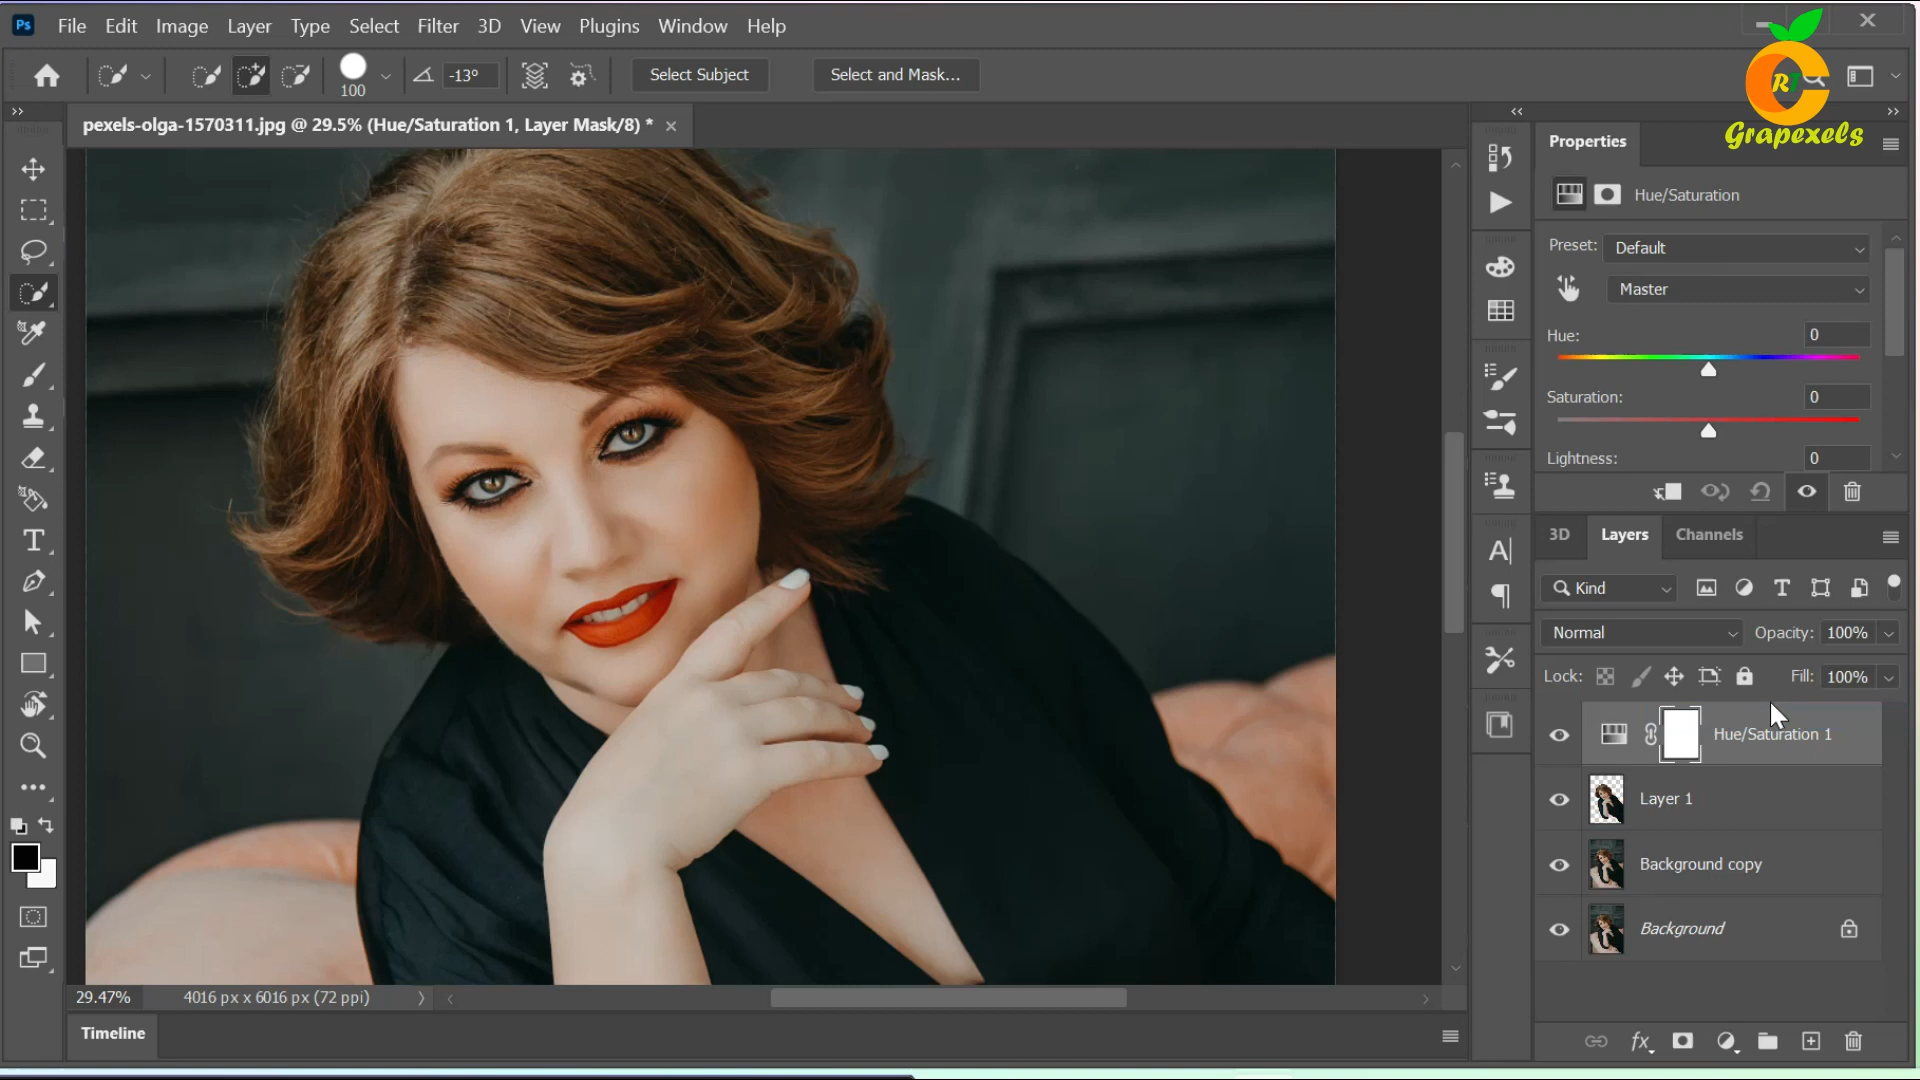 Ps File Edit Image Layer Type Select Filter 3D View Plugins Window Help
100 -13° Select Subject Select and Mask...
RT
Grapexels
pexels-olga-1570311.jpg @ 29.5% (Hue/Saturation 1, Layer Mask/8) *
Properties
Hue/Saturation
Preset: Default
Master
Hue: 0
Saturation: 0
Lightness: 0
3D Layers Channels
Kind
Normal Opacity: 100%
Lock: Fill: 100%
Hue/Saturation 1
Layer 1
Background copy
Background
29.47% 4016 px x 6016 px (72 ppi)
Timeline